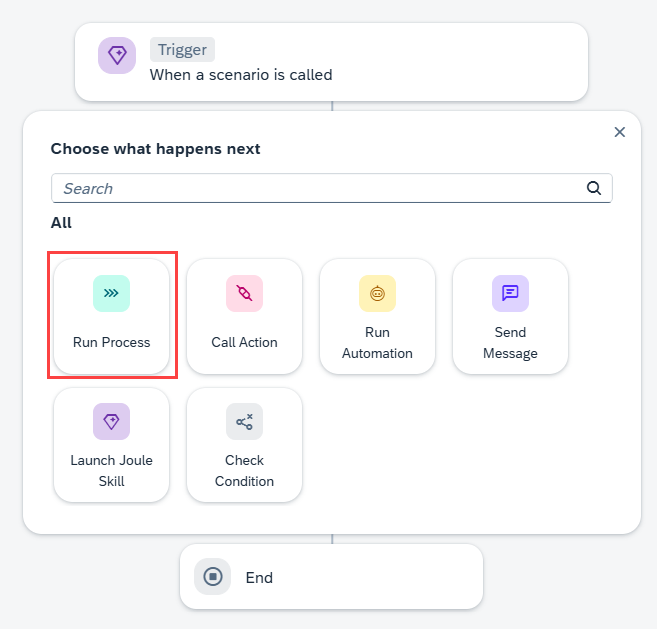 Trigger
When a scenario is called
Choose what happens next
Search
All
Run Process
Call Action
Run
Automation
Send
Message
Launch Joule
Skill
Check
Condition
End